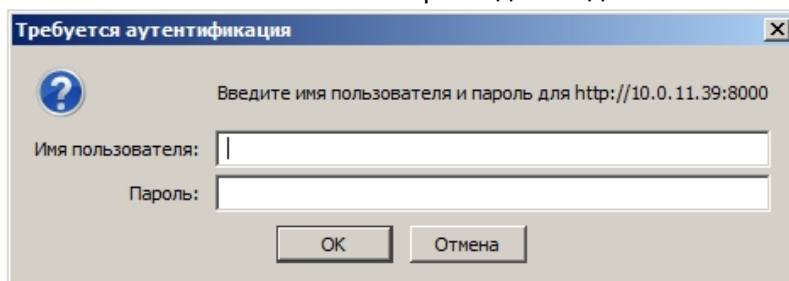 Требуется аутентификация
Введите имя пользователя и пароль для http://10.0.11.39:8000
Имя пользователя:
Пароль:
OK
Отмена